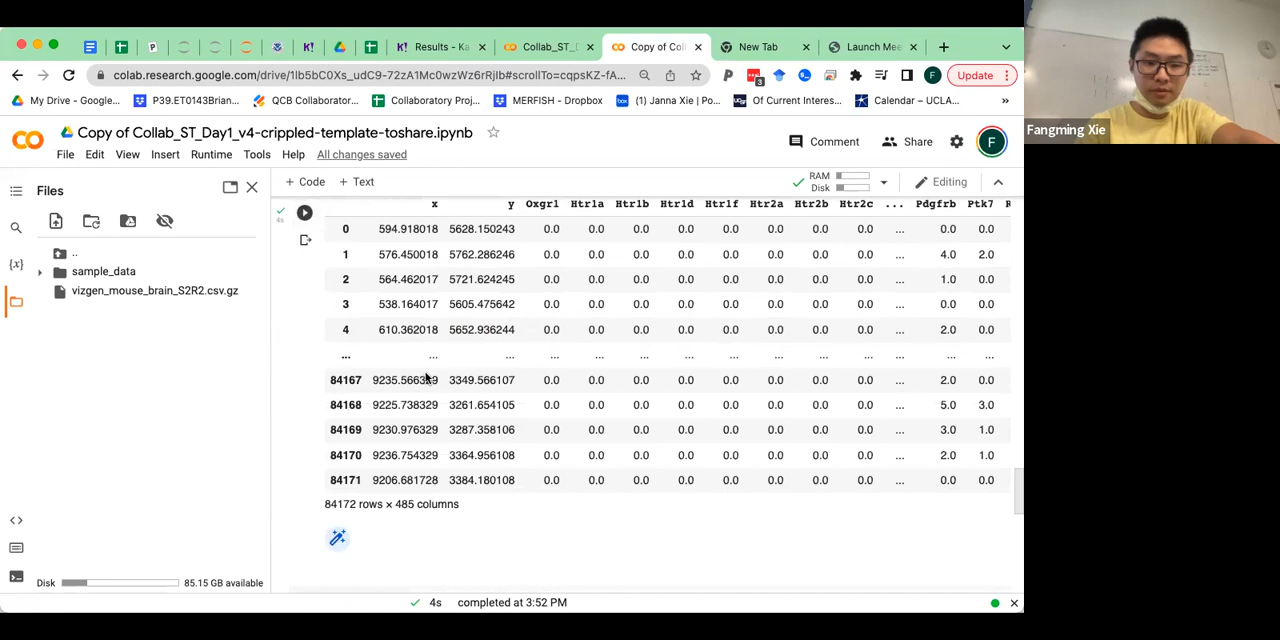 Results - Ka
Collab_ST_D
Copy of Coll
New Tab
Launch Mee
colab.research.google.com/drive/1Ib5bC0Xs_udC9-72zA1Mc0wzWz6rRjIb#scrollTo=cqpsKZ-fA...
Update
My Drive - Google...
P39.ET0143Brian...
QCB Collaborator...
Collaboratory Proj...
MERFISH - Dropbox
(1) Janna Xie | Po...
Of Current Interes...
Calendar – UCLA...
Fangming Xie
Copy of Collab_ST_Day1_v4-crippled-template-toshare.ipynb
Comment
Share
F
File Edit View Insert Runtime Tools Help All changes saved
Files
+ Code + Text
RAM
Disk
Editing
..
sample_data
vizgen_mouse_brain_S2R2.csv.gz
4s
x y Oxgr1 Htr1a Htr1b Htr1d Htr1f Htr2a Htr2b Htr2c ... Pdgfrb Ptk7
0 594.918018 5628.150243 0.0 0.0 0.0 0.0 0.0 0.0 0.0 0.0 ... 0.0 0.0
1 576.450018 5762.286246 0.0 0.0 0.0 0.0 0.0 0.0 0.0 0.0 ... 4.0 2.0
2 564.462017 5721.624245 0.0 0.0 0.0 0.0 0.0 0.0 0.0 0.0 ... 1.0 0.0
3 538.164017 5605.475642 0.0 0.0 0.0 0.0 0.0 0.0 0.0 0.0 ... 0.0 0.0
4 610.362018 5652.936244 0.0 0.0 0.0 0.0 0.0 0.0 0.0 0.0 ... 2.0 0.0
... ... ... ... ... ... ... ... ... ... ... ... ... ...
84167 9235.566329 3349.566107 0.0 0.0 0.0 0.0 0.0 0.0 0.0 0.0 ... 2.0 0.0
84168 9225.738329 3261.654105 0.0 0.0 0.0 0.0 0.0 0.0 0.0 0.0 ... 5.0 3.0
84169 9230.976329 3287.358106 0.0 0.0 0.0 0.0 0.0 0.0 0.0 0.0 ... 3.0 1.0
84170 9236.754329 3364.956108 0.0 0.0 0.0 0.0 0.0 0.0 0.0 0.0 ... 2.0 1.0
84171 9206.681728 3384.180108 0.0 0.0 0.0 0.0 0.0 0.0 0.0 0.0 ... 0.0 0.0
84172 rows × 485 columns
Disk
85.15 GB available
4s completed at 3:52 PM